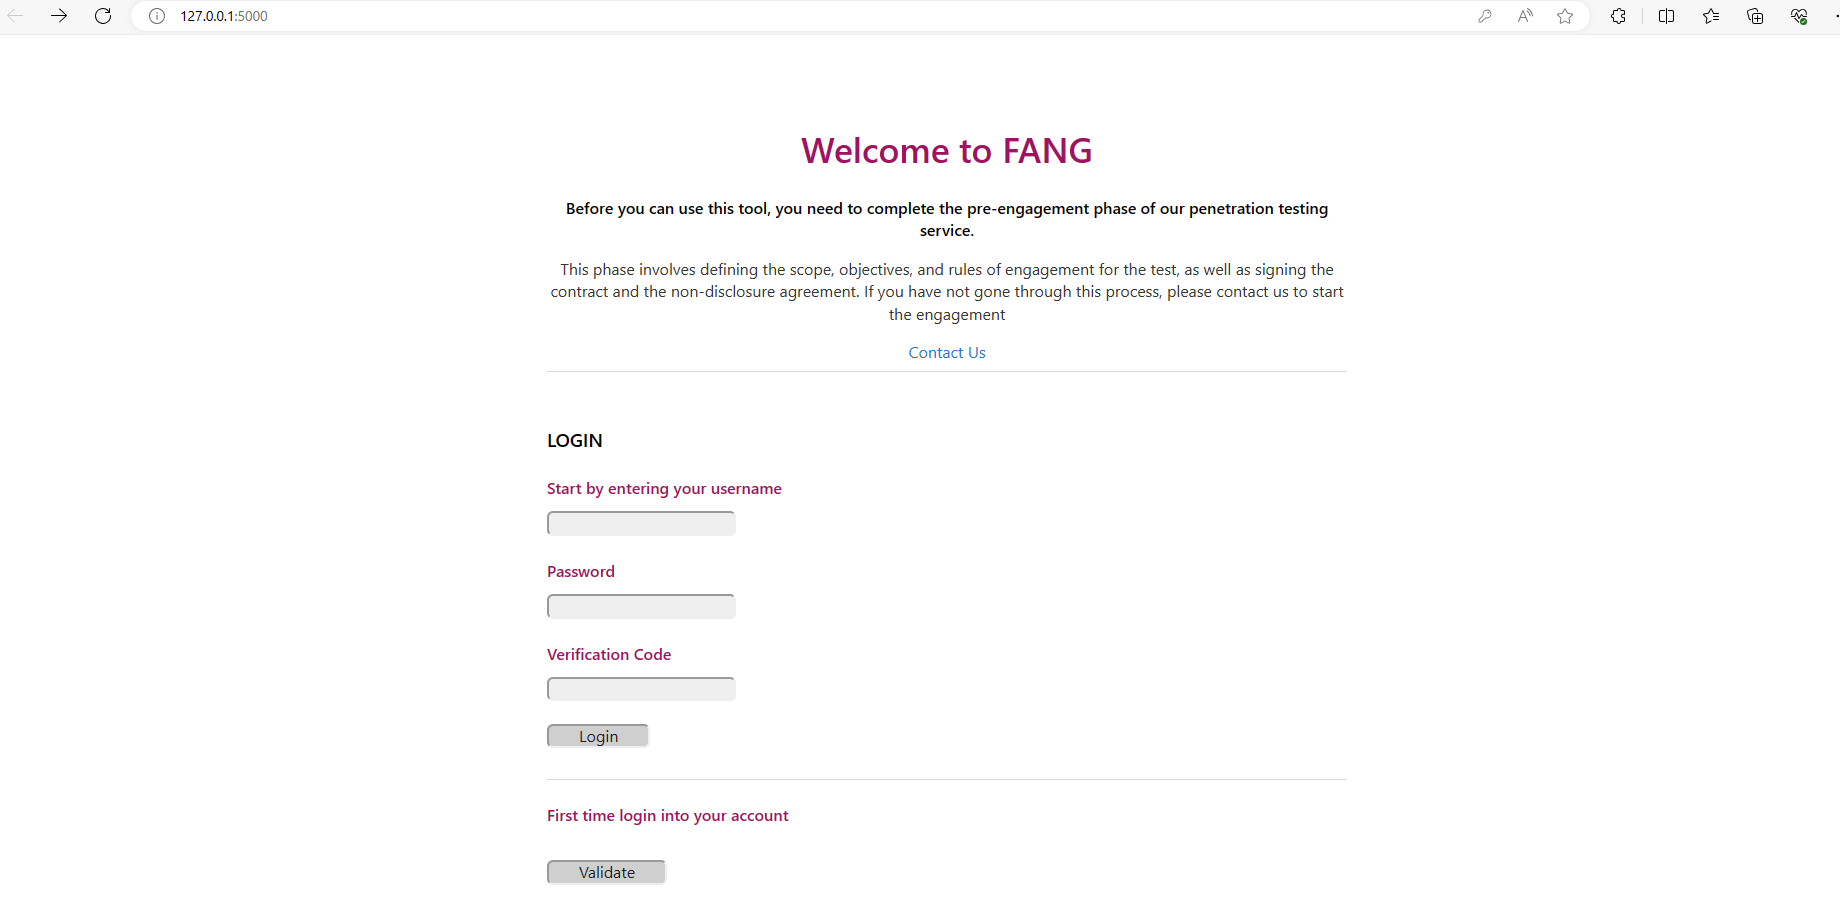 127.0.0.1:5000
Welcome to FANG
Before you can use this tool, you need to complete the pre-engagement phase of our penetration testing
service.
This phase involves defining the scope, objectives, and rules of engagement for the test, as well as signing the
contract and the non-disclosure agreement. If you have not gone through this process, please contact us to start
the engagement
Contact Us
LOGIN
Start by entering your username
Password
Verification Code
Login
First time login into your account
Validate